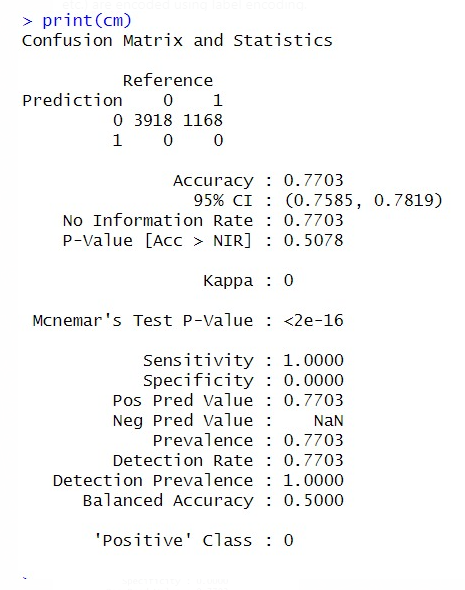 > print(cm)
Confusion Matrix and Statistics
Reference
Prediction 0 1
0 3918 1168
1 0 0
Accuracy : 0.7703
95% CI : (0.7585, 0.7819)
No Information Rate : 0.7703
P-Value [Acc > NIR] : 0.5078
Kappa : 0
Mcnemar's Test P-Value : <2e-16
Sensitivity : 1.0000
Specificity : 0.0000
Pos Pred Value : 0.7703
Neg Pred Value : NaN
Prevalence : 0.7703
Detection Rate : 0.7703
Detection Prevalence : 1.0000
Balanced Accuracy : 0.5000
'Positive' Class : 0